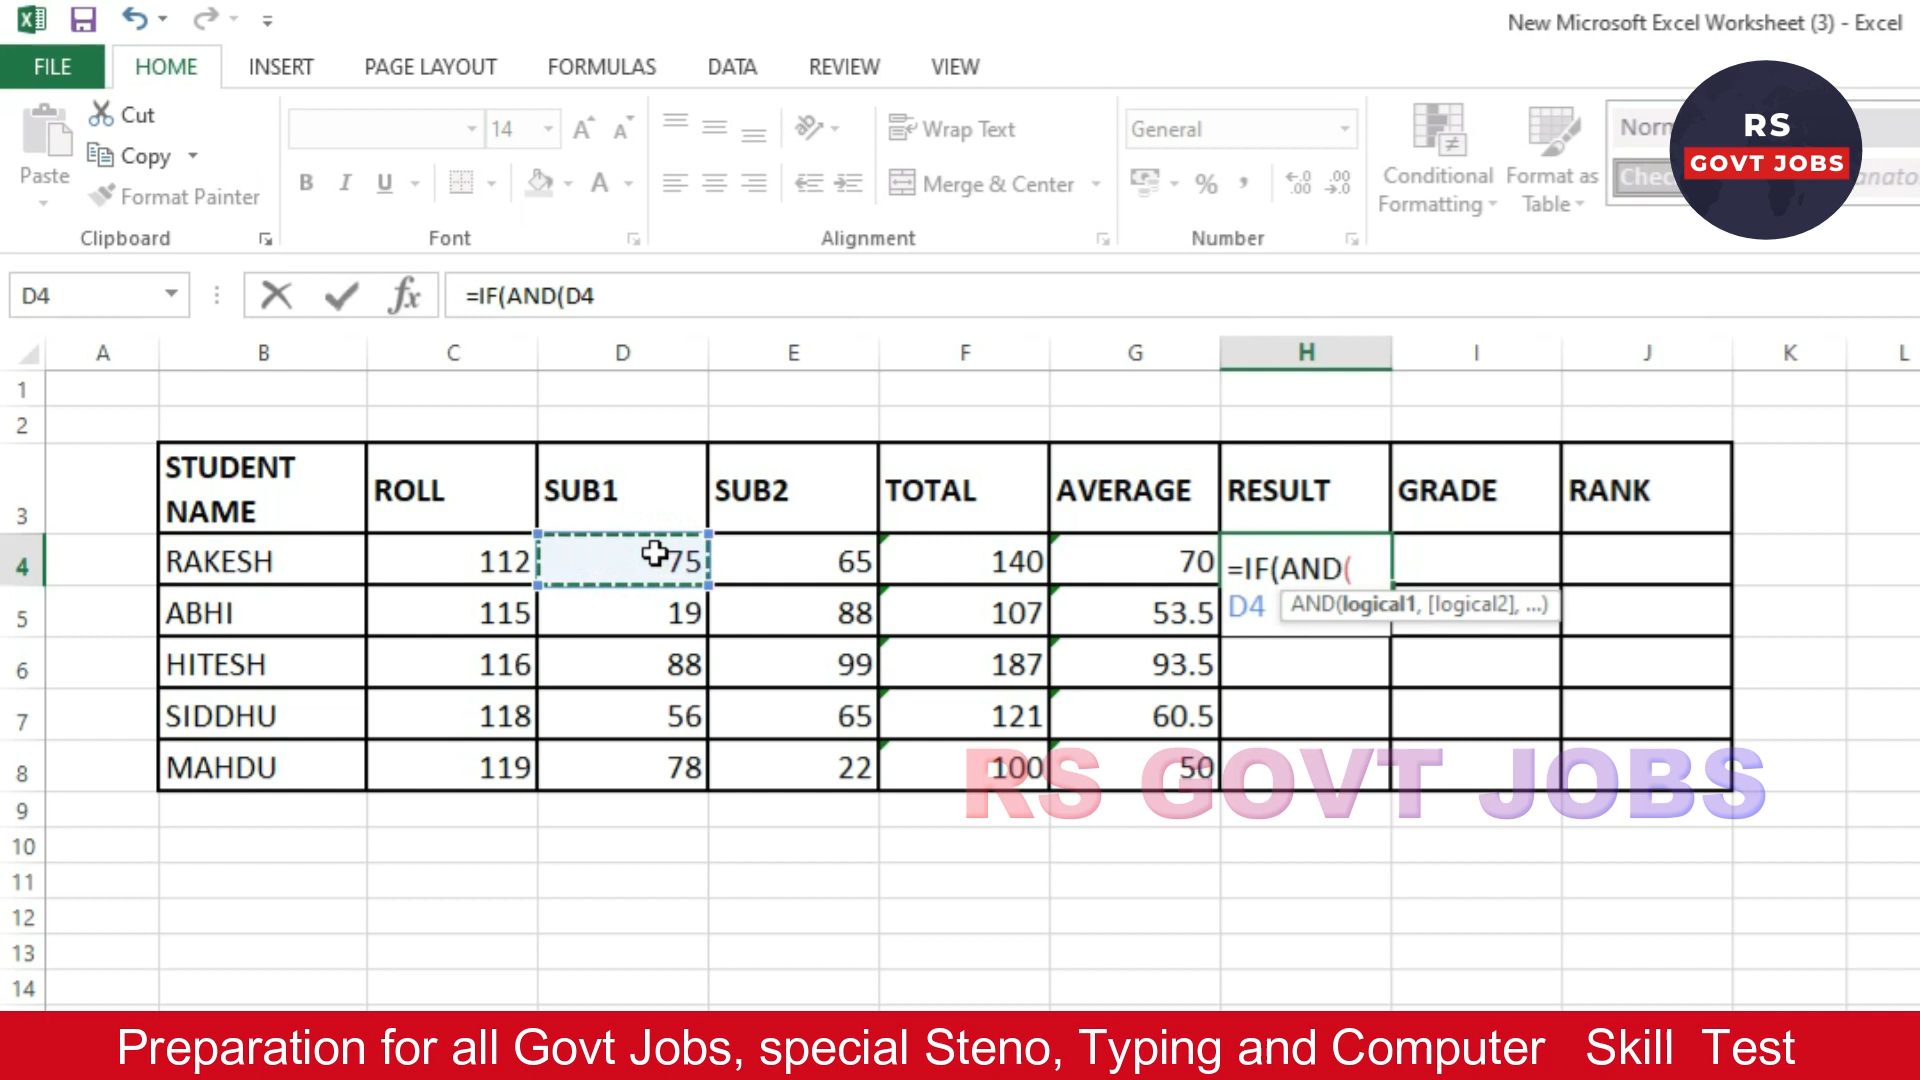 New Microsoft Excel Worksheet (3) - Excel
FILE HOME INSERT PAGE LAYOUT FORMULAS DATA REVIEW VIEW
Cut
Copy
Format Painter
Paste
Clipboard
14
B I U A
Font
Wrap Text
Merge & Center
Alignment
General
% ,
Number
Conditional
Formatting
Format as
Table
Norm
Chec
anato
RS
GOVT JOBS
D4 fx =IF(AND(D4
A B C D E F G H I J K L
1
2
3 STUDENT NAME ROLL SUB1 SUB2 TOTAL AVERAGE RESULT GRADE RANK
4 RAKESH 112 75 65 140 70 =IF(AND(
D4 AND(logical1, [logical2], ...)
5 ABHI 115 19 88 107 53.5
6 HITESH 116 88 99 187 93.5
7 SIDDHU 118 56 65 121 60.5
8 MAHDU 119 78 22 100 50
RS GOVT JOBS
9
10
11
12
13
14
Preparation for all Govt Jobs, special Steno, Typing and Computer Skill Test